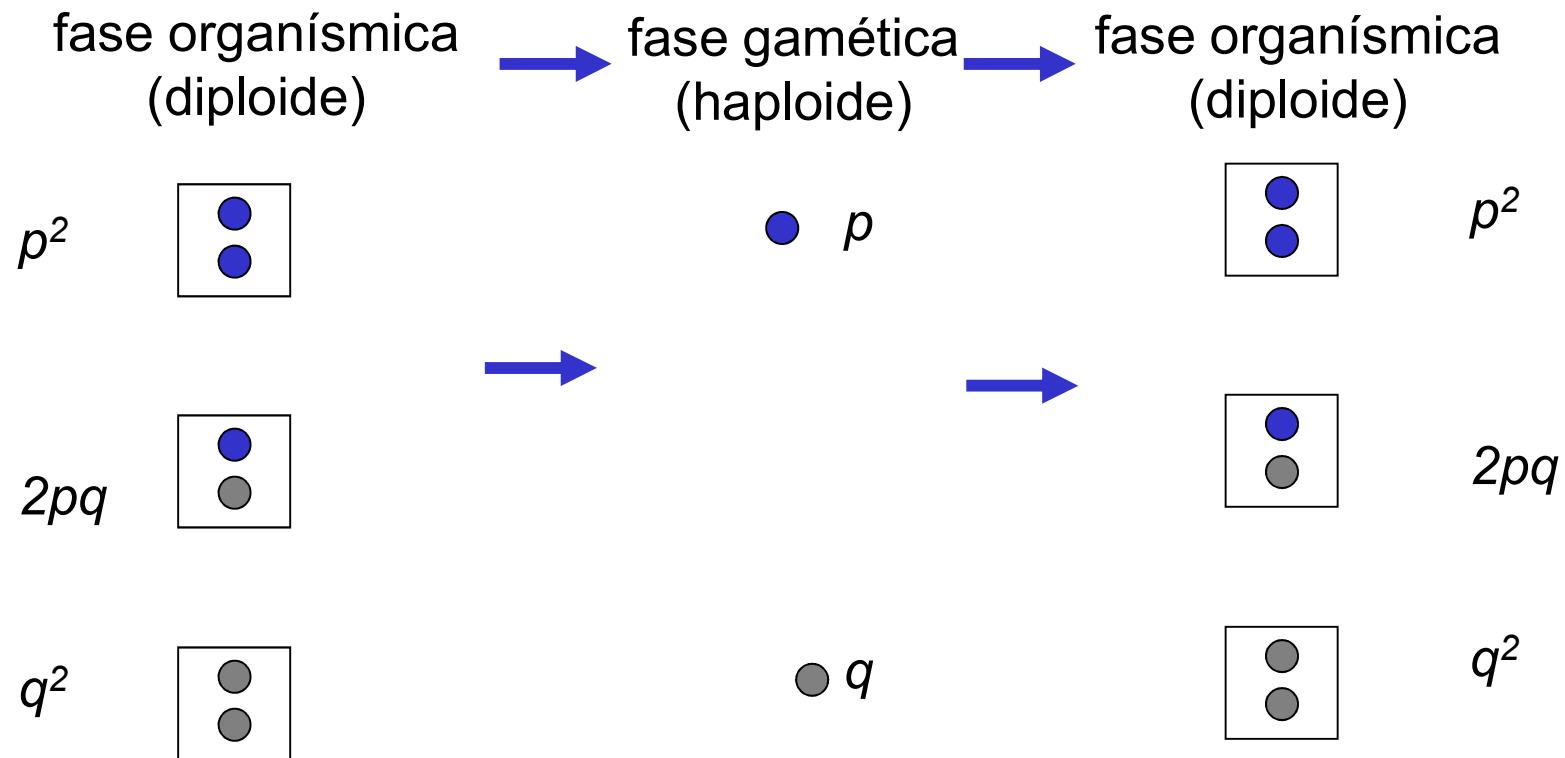 fase organísmica
(diploide)
fase gamética
(haploide)
fase organísmica
(diploide)
p²
p
p²
2pq
2pq
q²
q
q²